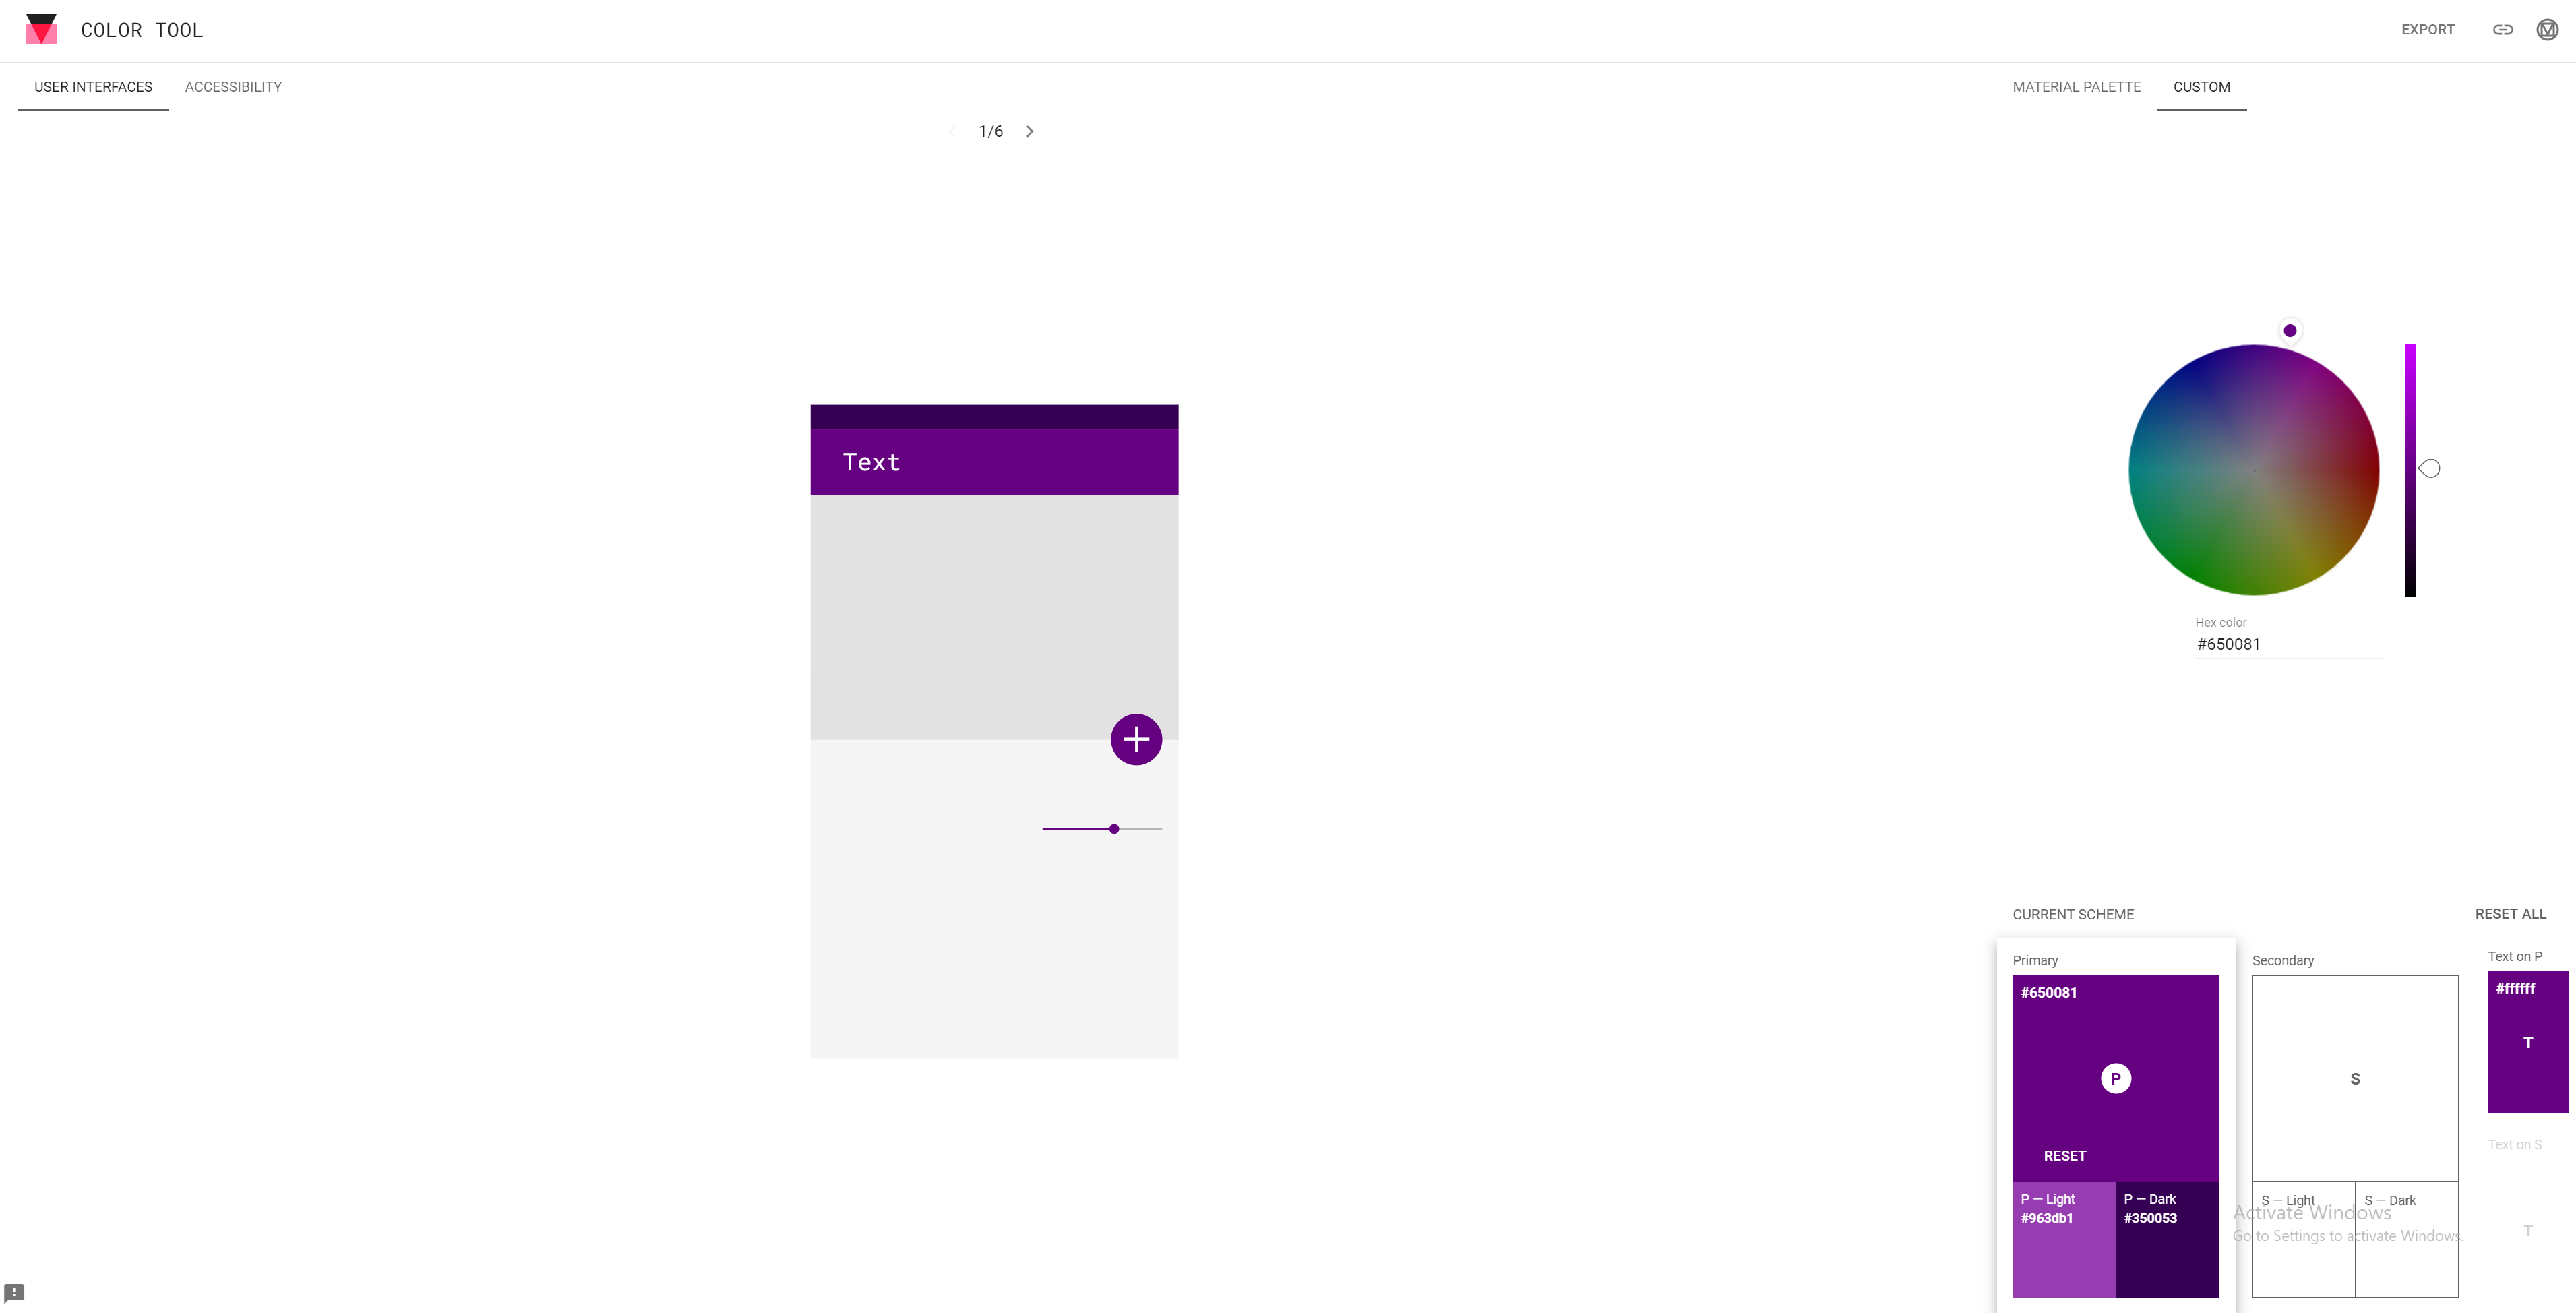 COLOR TOOL
EXPORT
USER INTERFACES
ACCESSIBILITY
MATERIAL PALETTE
CUSTOM
1/6
Text
Hex color
#650081
CURRENT SCHEME
RESET ALL
Primary
#650081
P
RESET
P — Light
#963db1
P — Dark
#350053
Secondary
S
S — Light
S — Dark
Text on P
#ffffff
T
Text on S
T
Activate Windows
Go to Settings to activate Windows.